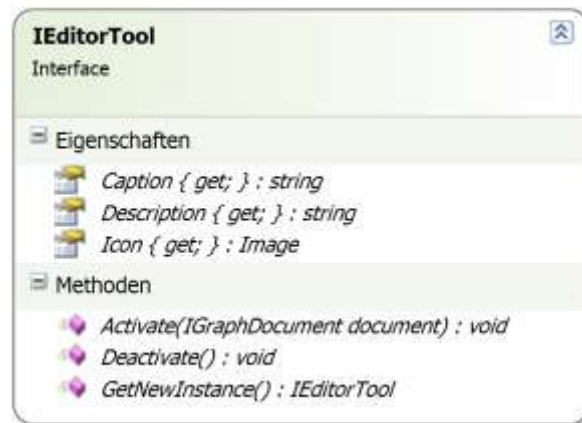 IEditorTool
Interface
Eigenschaften
Caption { get; } : string
Description { get; } : string
Icon { get; } : Image
Methoden
Activate(IGraphDocument document) : void
Deactivate() : void
GetNewInstance() : IEditorTool